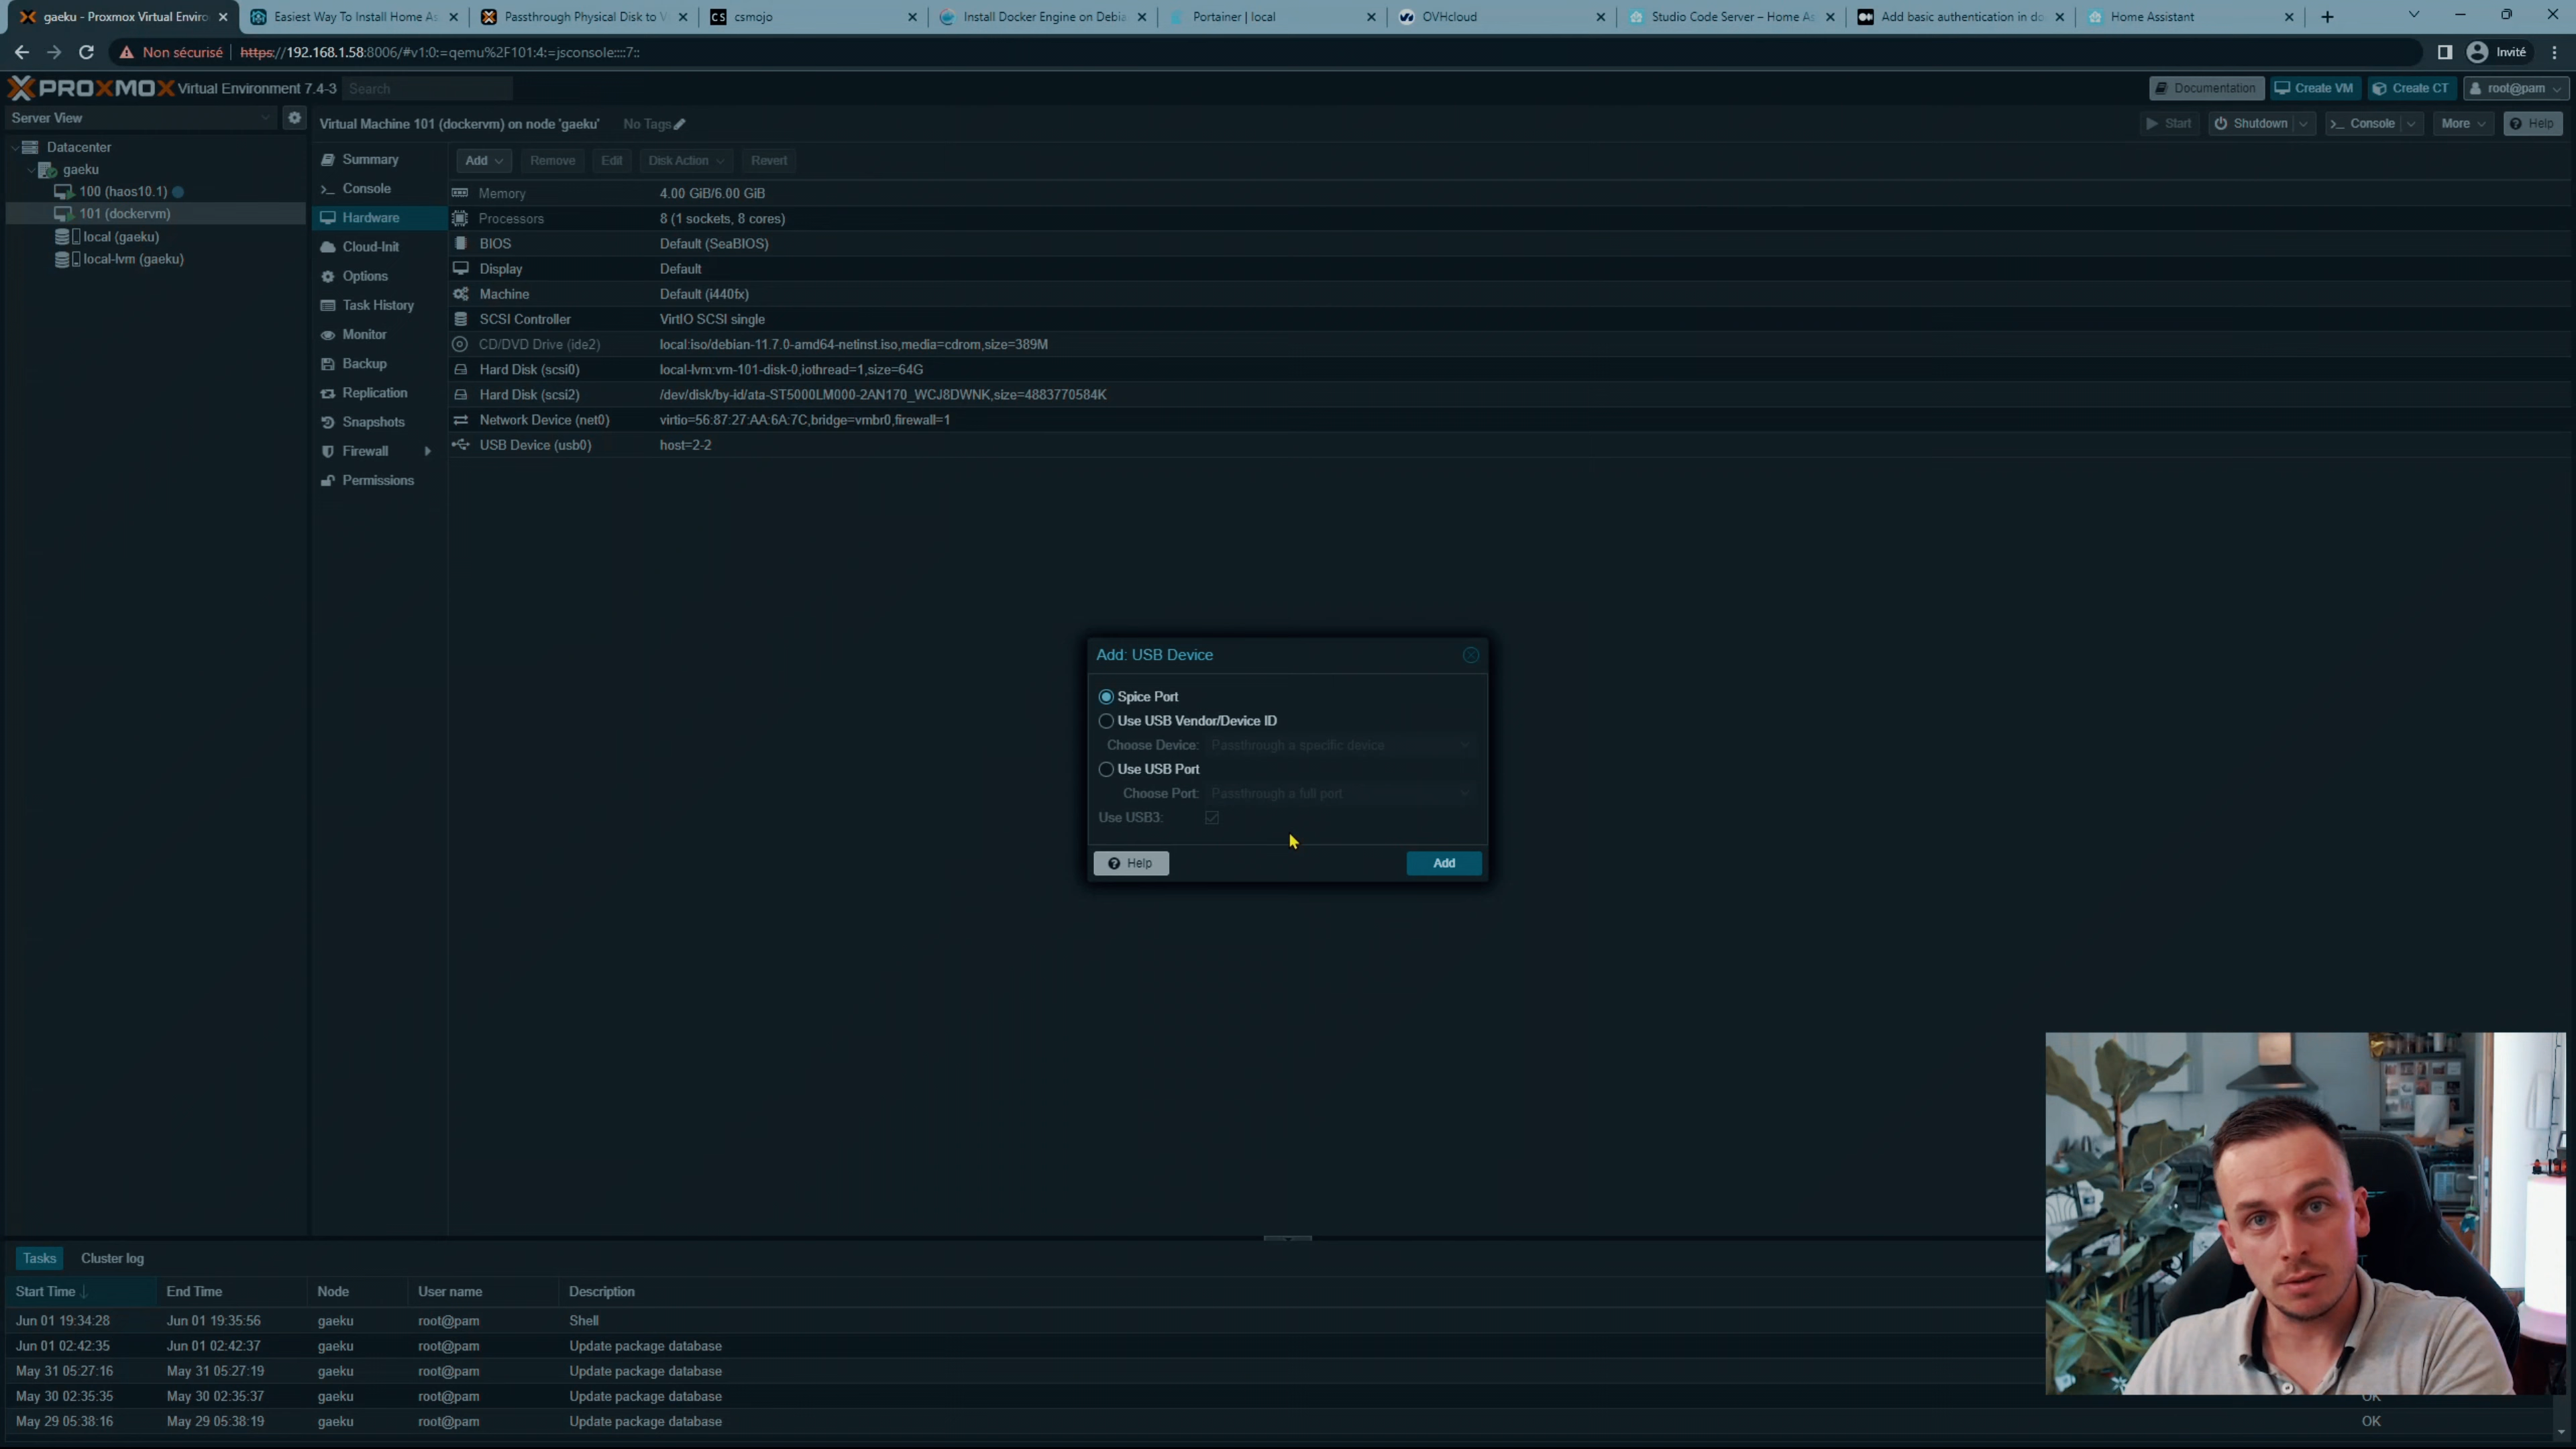 gaeku - Proxmox Virtual Enviro
Easiest Way To Install Home As
Passthrough Physical Disk to V
CS csmojo
Install Docker Engine on Debia
Portainer | local
OVHcloud
Studio Code Server – Home As
Add basic authentication in do
Home Assistant
Non sécurisé https://192.168.1.58:8006/#v1:0:=qemu%2F101:4:=jsconsole::::7:: Invité
PROXMOX Virtual Environment 7.4-3 Search Documentation Create VM Create CT root@pam
Server View
Virtual Machine 101 (dockervm) on node 'gaeku' No Tags Start Shutdown Console More Help
Datacenter
gaeku
100 (haos10.1)
101 (dockervm)
local (gaeku)
local-lvm (gaeku)
Summary
Console
Hardware
Cloud-Init
Options
Task History
Monitor
Backup
Replication
Snapshots
Firewall
Permissions
Add Remove Edit Disk Action Revert
Memory 4.00 GiB/6.00 GiB
Processors 8 (1 sockets, 8 cores)
BIOS Default (SeaBIOS)
Display Default
Machine Default (i440fx)
SCSI Controller VirtIO SCSI single
CD/DVD Drive (ide2) local:iso/debian-11.7.0-amd64-netinst.iso,media=cdrom,size=389M
Hard Disk (scsi0) local-lvm:vm-101-disk-0,iothread=1,size=64G
Hard Disk (scsi2) /dev/disk/by-id/ata-ST5000LM000-2AN170_WCJ8DWNK,size=4883770584K
Network Device (net0) virtio=56:87:27:AA:6A:7C,bridge=vmbr0,firewall=1
USB Device (usb0) host=2-2
Add: USB Device
Spice Port
Use USB Vendor/Device ID
Choose Device: Passthrough a specific device
Use USB Port
Choose Port: Passthrough a full port
Use USB3:
Help Add
Tasks Cluster log
Start Time End Time Node User name Description
Jun 01 19:34:28 Jun 01 19:35:56 gaeku root@pam Shell
Jun 01 02:42:35 Jun 01 02:42:37 gaeku root@pam Update package database
May 31 05:27:16 May 31 05:27:19 gaeku root@pam Update package database
May 30 02:35:35 May 30 02:35:37 gaeku root@pam Update package database OK
May 29 05:38:16 May 29 05:38:19 gaeku root@pam Update package database OK